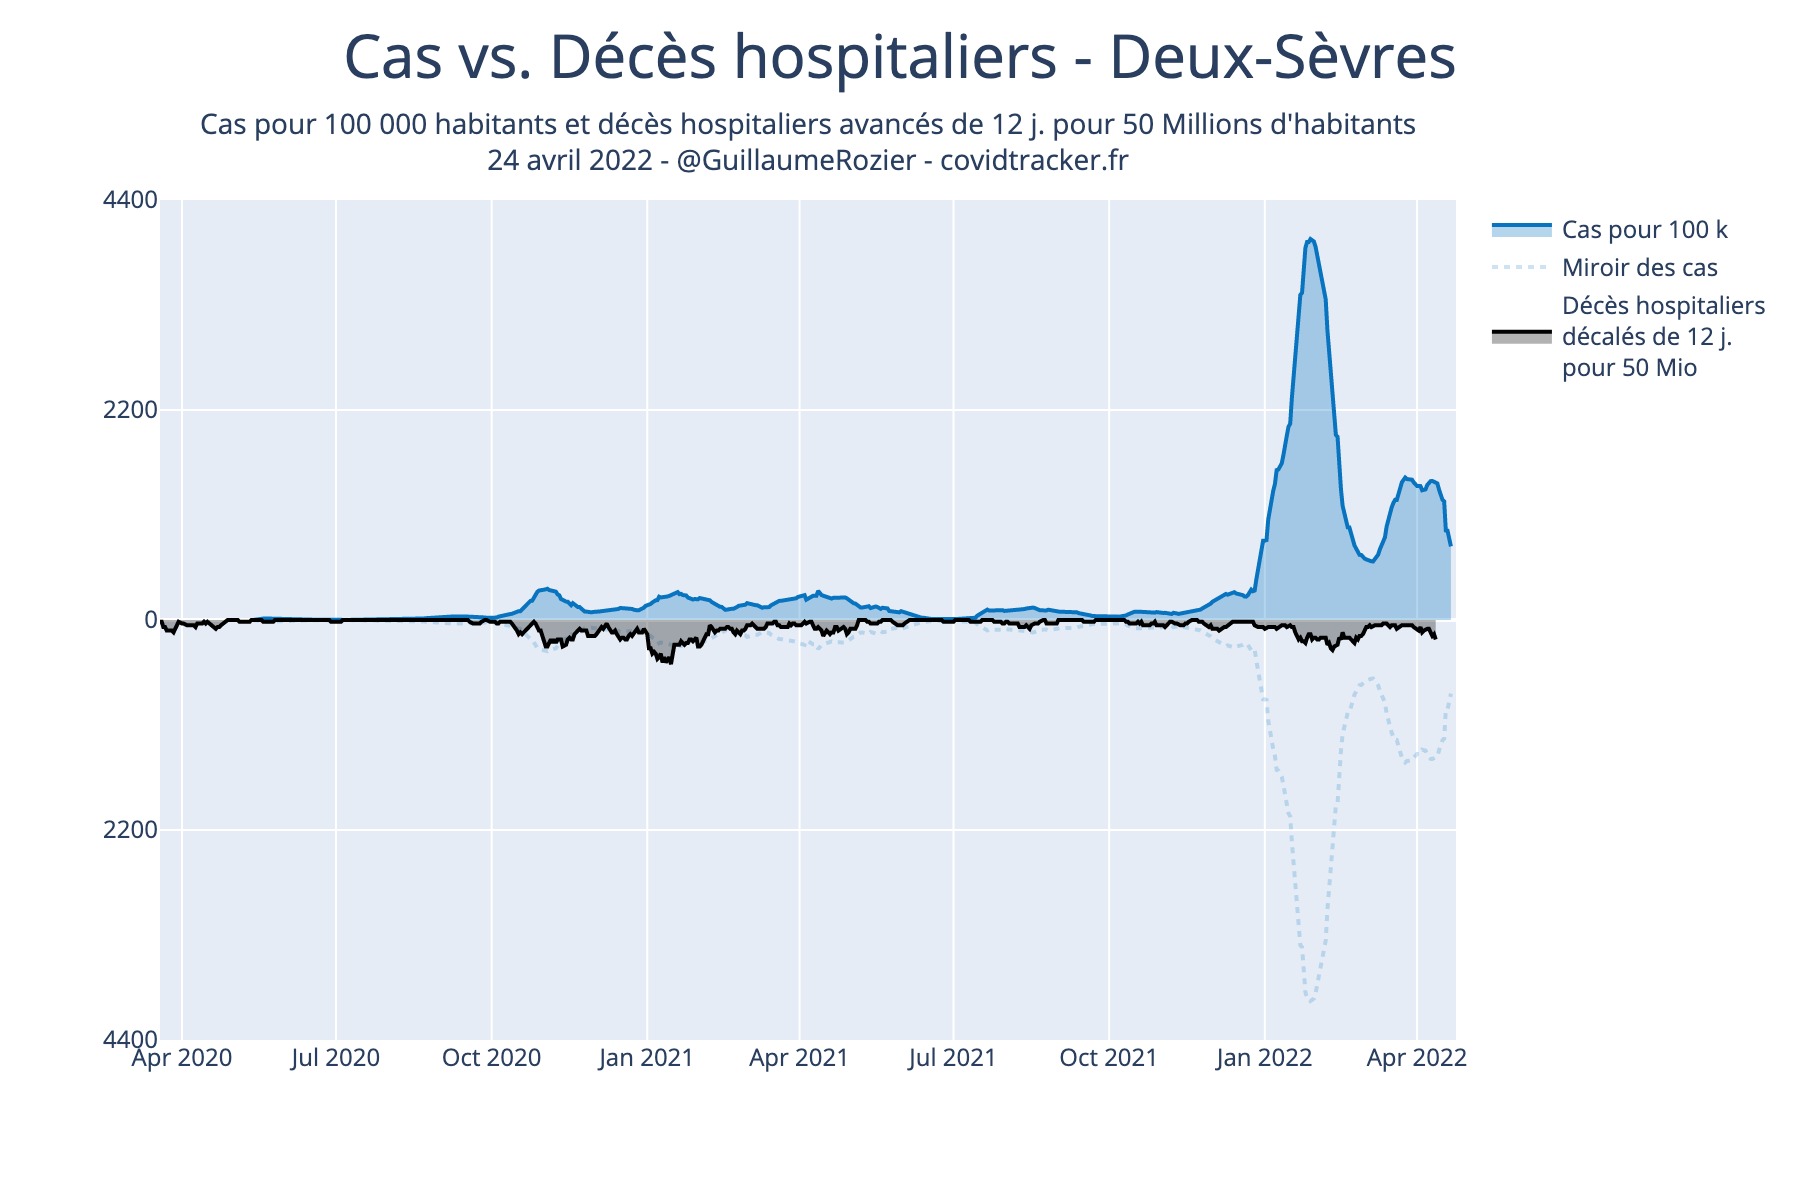 Cas vs. Décès hospitaliers - Deux-Sèvres
Cas pour 100 000 habitants et décès hospitaliers avancés de 12 j. pour 50 Millions d'habitants
24 avril 2022 - @GuillaumeRozier - covidtracker.fr
4400
2200
0
2200
4400
Apr 2020
Jul 2020
Oct 2020
Jan 2021
Apr 2021
Jul 2021
Oct 2021
Jan 2022
Apr 2022
Cas pour 100 k
Miroir des cas
Décès hospitaliers
décalés de 12 j.
pour 50 Mio